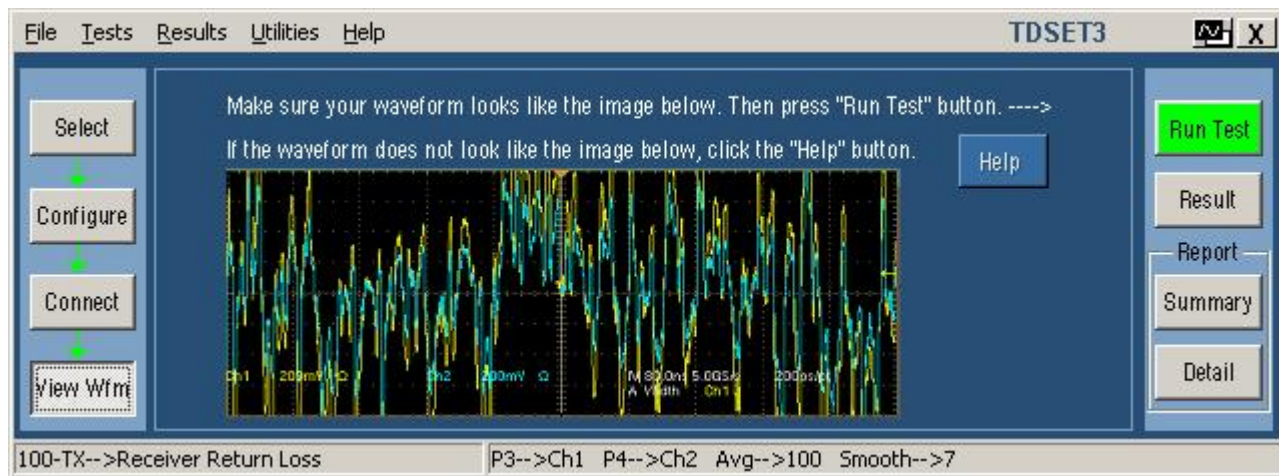 File Tests Results Utilities Help TDSET3 X
Make sure your waveform looks like the image below. Then press "Run Test" button. ---->
If the waveform does not look like the image below, click the "Help" button.
Help
Select
Configure
Connect
View Wfm
Run Test
Result
Report
Summary
Detail
Ch1 200mV Ω Ch2 200mV Ω M 80.0ns 5.0GS/s 200ps/pt
A Width Ch1
100-TX-->Receiver Return Loss P3-->Ch1 P4-->Ch2 Avg-->100 Smooth-->7